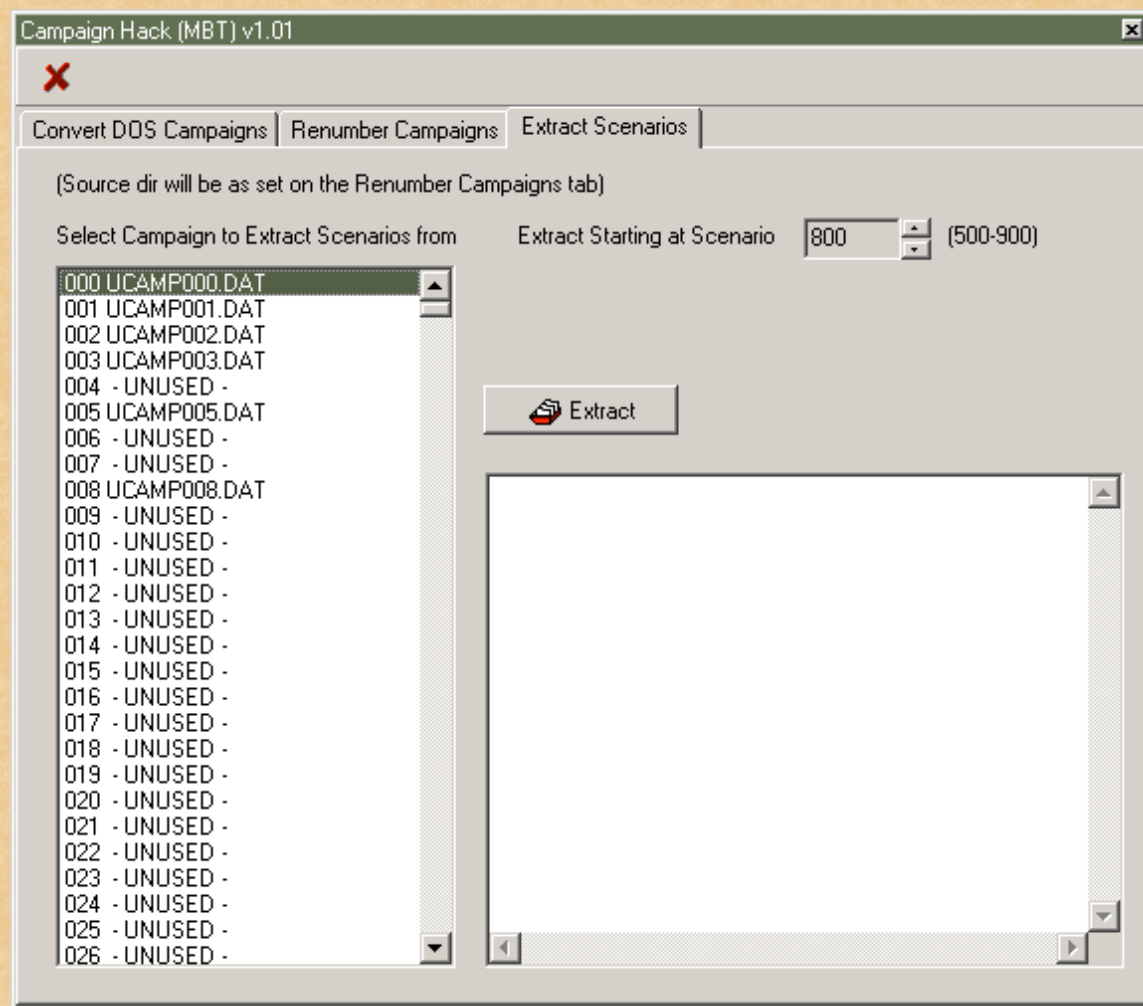 Campaign Hack (MBT) v1.01
Convert DOS Campaigns Renumber Campaigns Extract Scenarios
(Source dir will be as set on the Renumber Campaigns tab)
Select Campaign to Extract Scenarios from Extract Starting at Scenario 800 (500-900)
000 UCAMP000.DAT
001 UCAMP001.DAT
002 UCAMP002.DAT
003 UCAMP003.DAT
004 - UNUSED -
005 UCAMP005.DAT
006 - UNUSED -
007 - UNUSED -
008 UCAMP008.DAT
009 - UNUSED -
010 - UNUSED -
011 - UNUSED -
012 - UNUSED -
013 - UNUSED -
014 - UNUSED -
015 - UNUSED -
016 - UNUSED -
017 - UNUSED -
018 - UNUSED -
019 - UNUSED -
020 - UNUSED -
021 - UNUSED -
022 - UNUSED -
023 - UNUSED -
024 - UNUSED -
025 - UNUSED -
026 - UNUSED -
Extract